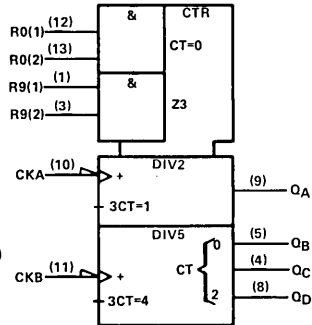 & CTR
R0(1) (12)
CT=0
R0(2) (13)
R9(1) (1) &
R9(2) (3) Z3
DIV2
CKA (10) + (9) QA
3CT=1
DIV5
0 (5) QB
)
CKB (11) + CT (4) QC
3CT=4 2 (8) QD